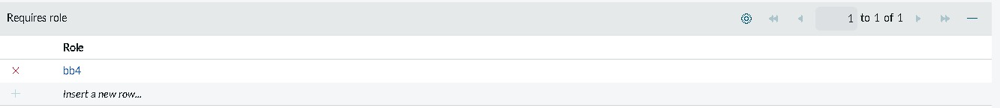 Requires role 1 to 1 of 1
Role
bb4
Insert a new row...